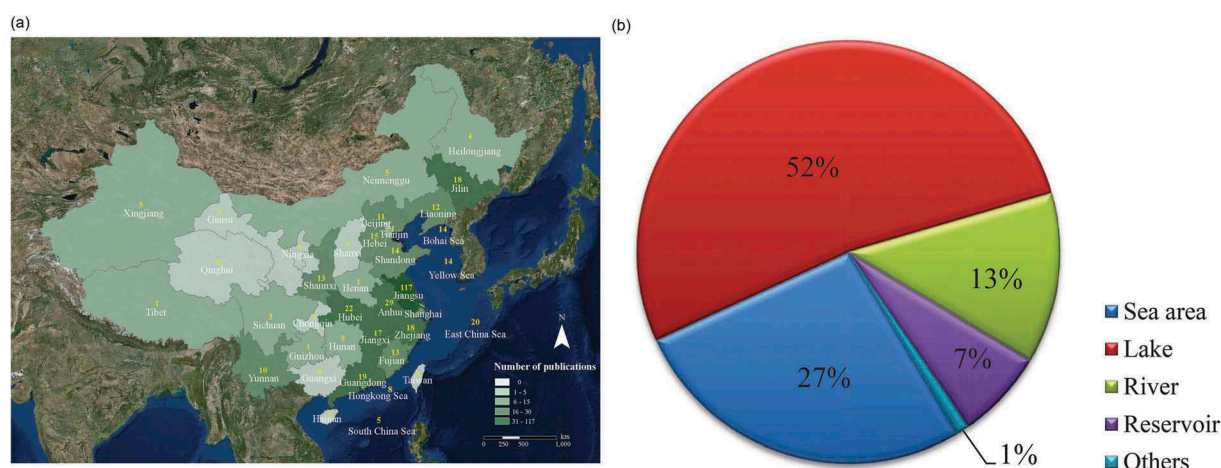 (a)
(b)
4
Heilongjiang
5
Neimenggu
18
Jilin
Xingjiang
12
Liaoning
Gansu
11
Beijing
Tianjin
14
Bohai Sea
15
Hebei
Ningxia
Shanxi
14
Shandong
14
Yellow Sea
Qinghai
13
Shannxi
1
Henan
117
Jiangsu
1
Tibet
3
Sichuan
Chongqin
22
Hubei
29
Anhui
Shanghai
20
East China Sea
18
Zhejiang
17
Jiangxi
Hunan
1
Guizhou
13
Fujian
10
Yunnan
Guangxi
19
Guangdong
Taiwan
8
Hongkong Sea
Hainan
5
South China Sea
N
Number of publications
0
1 - 5
6 - 15
16 - 30
31 - 117
km
0 250 500 1,000
52%
13%
7%
27%
1%
Sea area
Lake
River
Reservoir
Others